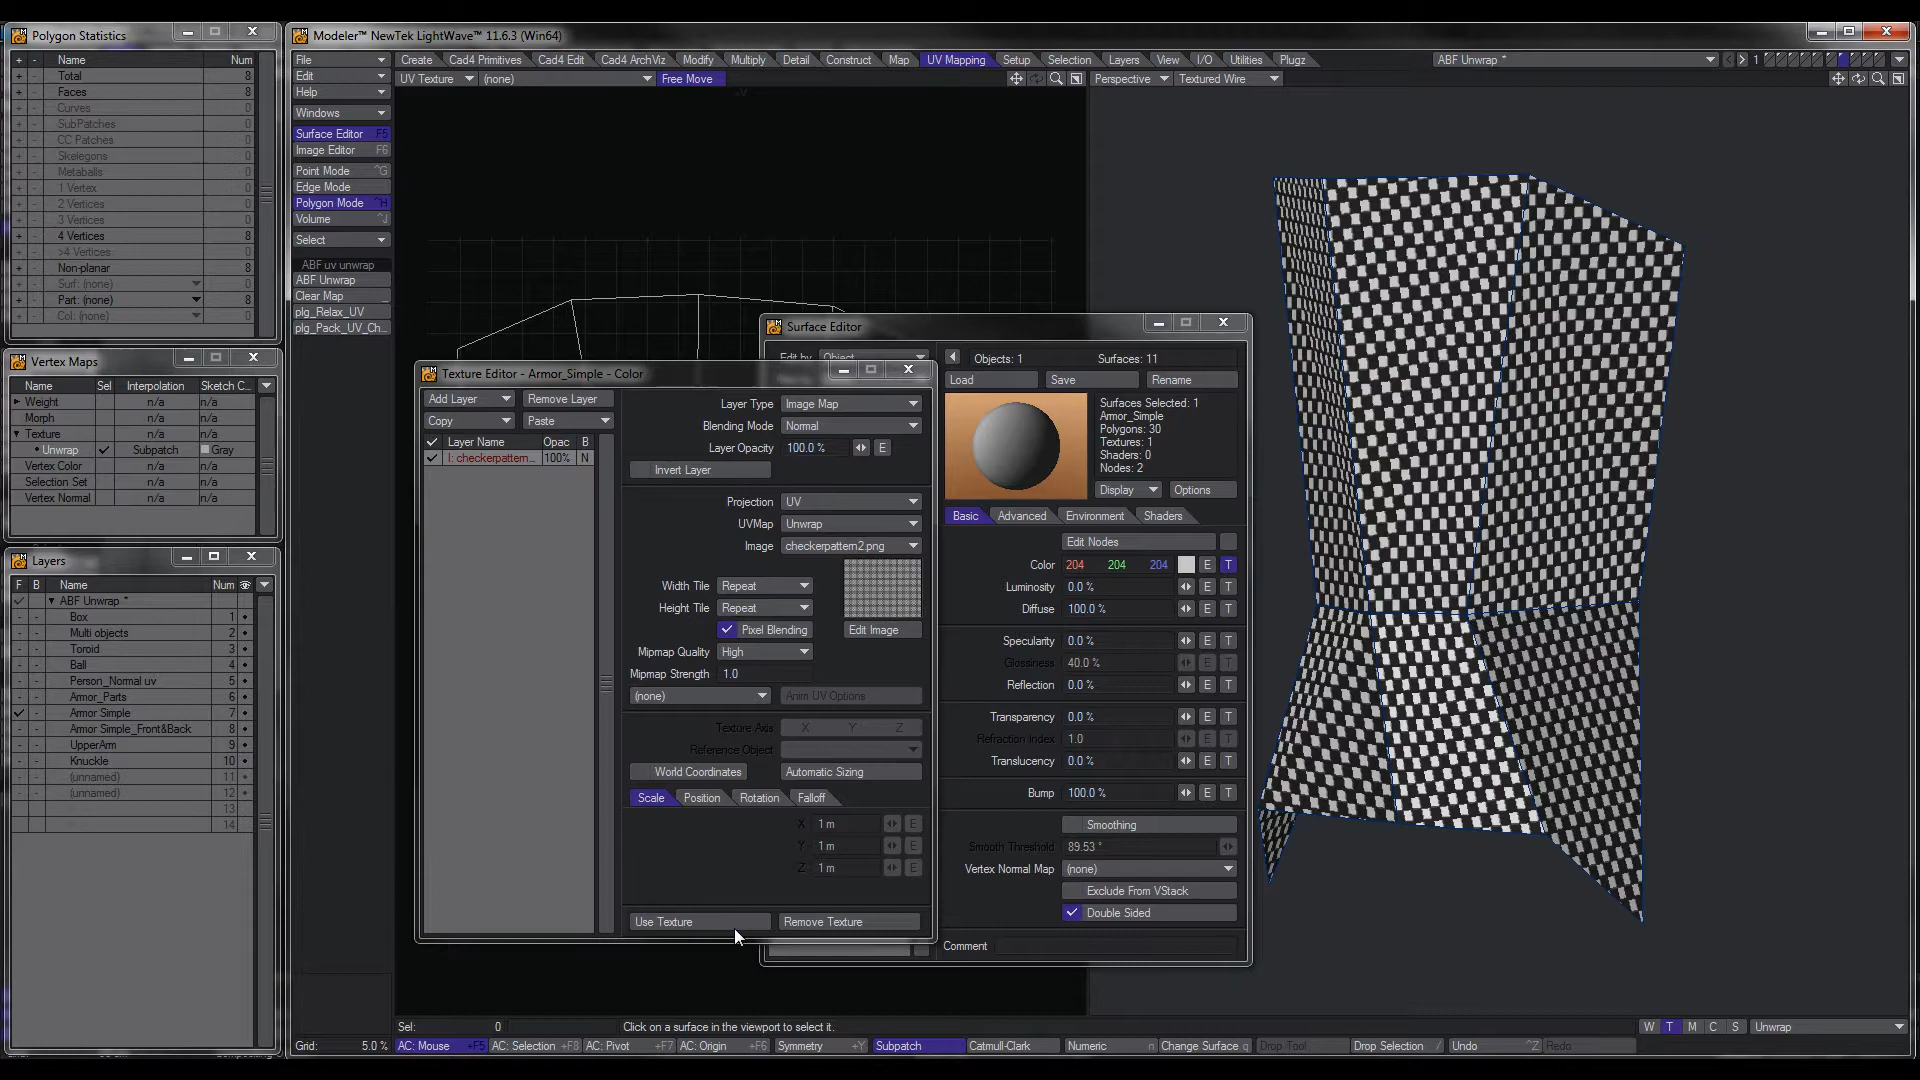 Polygon Statistics
Name Num
Total 8
Faces 8
Curves 0
SubPatches 0
CC Patches 0
Skelegons 0
Metaballs 0
1 Vertex 0
2 Vertices 0
3 Vertices 0
4 Vertices 8
>4 Vertices 0
Non-planar 8
Surf: (none) 0
Part: (none) 8
Col: (none) 0
Vertex Maps
Name Sel Interpolation Sketch C...
Weight n/a n/a
Morph n/a n/a
Texture n/a n/a
Unwrap Subpatch Gray
Vertex Color n/a n/a
Selection Set n/a n/a
Vertex Normal n/a n/a
Layers
F B Name Num
ABF Unwrap *
Box 1
Multi objects 2
Toroid 3
Ball 4
Person_Normal uv 5
Armor_Parts 6
Armor Simple 7
Armor Simple_Front&Back 8
UpperArm 9
Knuckle 10
(unnamed) 11
(unnamed) 12
13
14
Modeler™ NewTek LightWave™ 11.6.3 (Win64)
File
Edit
Help
Windows
Surface Editor F5
Image Editor F6
Point Mode ^G
Edge Mode
Polygon Mode ^H
Volume ^J
Select
ABF uv unwrap
ABF Unwrap
Clear Map _
plg_Relax_UV
plg_Pack_UV_Ch...
Create Cad4 Primitives Cad4 Edit Cad4 ArchViz Modify Multiply Detail Construct Map UV Mapping Setup Selection Layers View I/O Utilities Plugz ABF Unwrap * 1
UV Texture (none) Free Move Perspective Textured Wire
Texture Editor - Armor_Simple - Color
Add Layer Remove Layer
Copy Paste
Layer Name Opac B
I: checkerpattern... 100% N
Layer Type Image Map
Blending Mode Normal
Layer Opacity 100.0 % E
Invert Layer
Projection UV
UVMap Unwrap
Image checkerpattern2.png
Width Tile Repeat
Height Tile Repeat
Pixel Blending Edit Image
Mipmap Quality High
Mipmap Strength 1.0
(none) Anim UV Options
Texture Axis X Y Z
Reference Object
World Coordinates Automatic Sizing
Scale Position Rotation Falloff
X 1 m E
Y 1 m E
Z 1 m E
Use Texture Remove Texture
Surface Editor
Edit by Object
Objects: 1 Surfaces: 11
Load Save Rename
Surfaces Selected: 1
Armor_Simple
Polygons: 30
Textures: 1
Shaders: 0
Nodes: 2
Display Options
Basic Advanced Environment Shaders
Edit Nodes
Color 204 204 204 E T
Luminosity 0.0 % E T
Diffuse 100.0 % E T
Specularity 0.0 % E T
Glossiness 40.0 % E T
Reflection 0.0 % E T
Transparency 0.0 % E T
Refraction Index 1.0 E T
Translucency 0.0 % E T
Bump 100.0 % E T
Smoothing
Smooth Threshold 89.53 °
Vertex Normal Map (none)
Exclude From VStack
Double Sided
Comment
Sel: 0 Click on a surface in the viewport to select it. W T M C S Unwrap
Grid: 5.0 % AC: Mouse +F5 AC: Selection +F8 AC: Pivot +F7 AC: Origin +F6 Symmetry +Y Subpatch Catmull-Clark Numeric n Change Surface q Drop Tool Drop Selection / Undo ^Z Redo